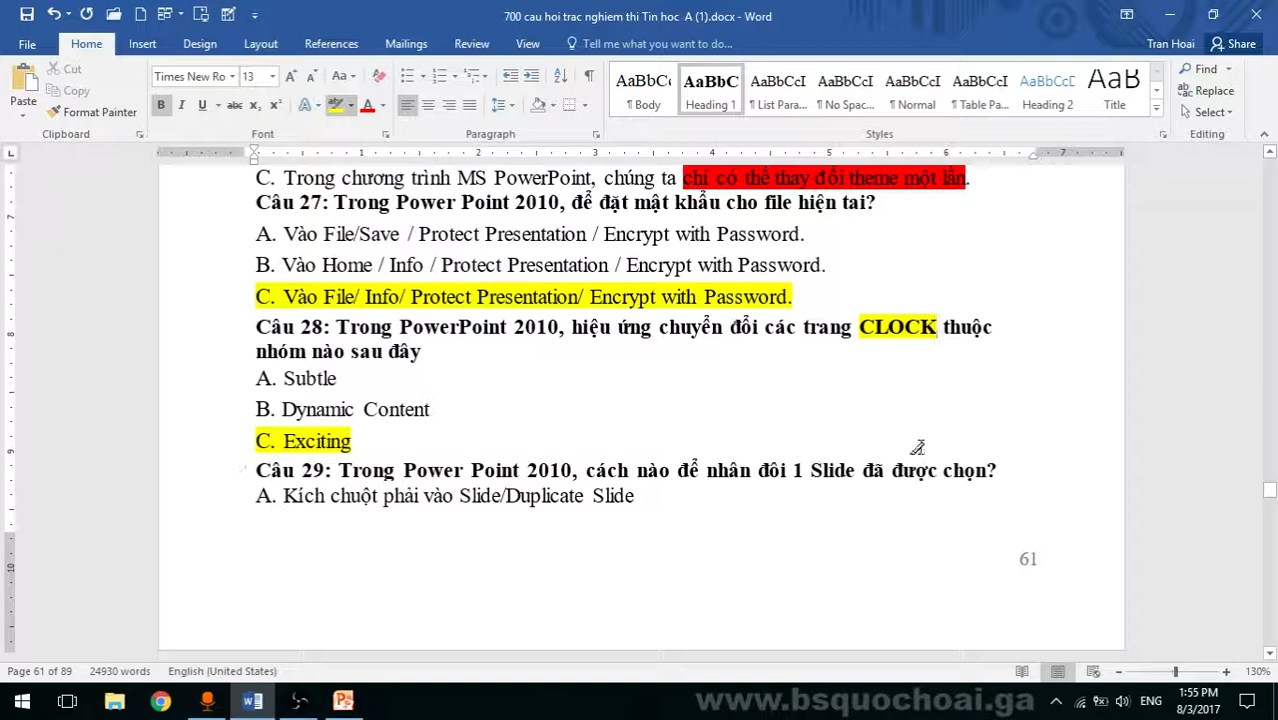 700 cau hoi trac nghiem thi Tin hoc A (1).docx - Word
File Home Insert Design Layout References Mailings Review View Tell me what you want to do... Tran Hoai Share
Paste Cut Copy Format Painter Clipboard
Times New Ro 13 Font
Paragraph
AaBbCc AaBbC AaBbCcI AaBbCcI AaBbCcI AaBbCcI AaBbCcD AaB
¶ Body Heading 1 ¶ List Para... ¶ No Spac... ¶ Normal ¶ Table Pa... Heading 2 Title
Styles
Find Replace Select Editing
C. Trong chương trình MS PowerPoint, chúng ta chỉ có thể thay đổi theme một lần.
Câu 27: Trong Power Point 2010, để đặt mật khẩu cho file hiện tai?
A. Vào File/Save / Protect Presentation / Encrypt with Password.
B. Vào Home / Info / Protect Presentation / Encrypt with Password.
C. Vào File/ Info/ Protect Presentation/ Encrypt with Password.
Câu 28: Trong PowerPoint 2010, hiệu ứng chuyển đổi các trang CLOCK thuộc
nhóm nào sau đây
A. Subtle
B. Dynamic Content
C. Exciting
Câu 29: Trong Power Point 2010, cách nào để nhân đôi 1 Slide đã được chọn?
A. Kích chuột phải vào Slide/Duplicate Slide
61
Page 61 of 89 24930 words English (United States) 130%
www.bsquochoai.ga
ENG 1:55 PM
8/3/2017